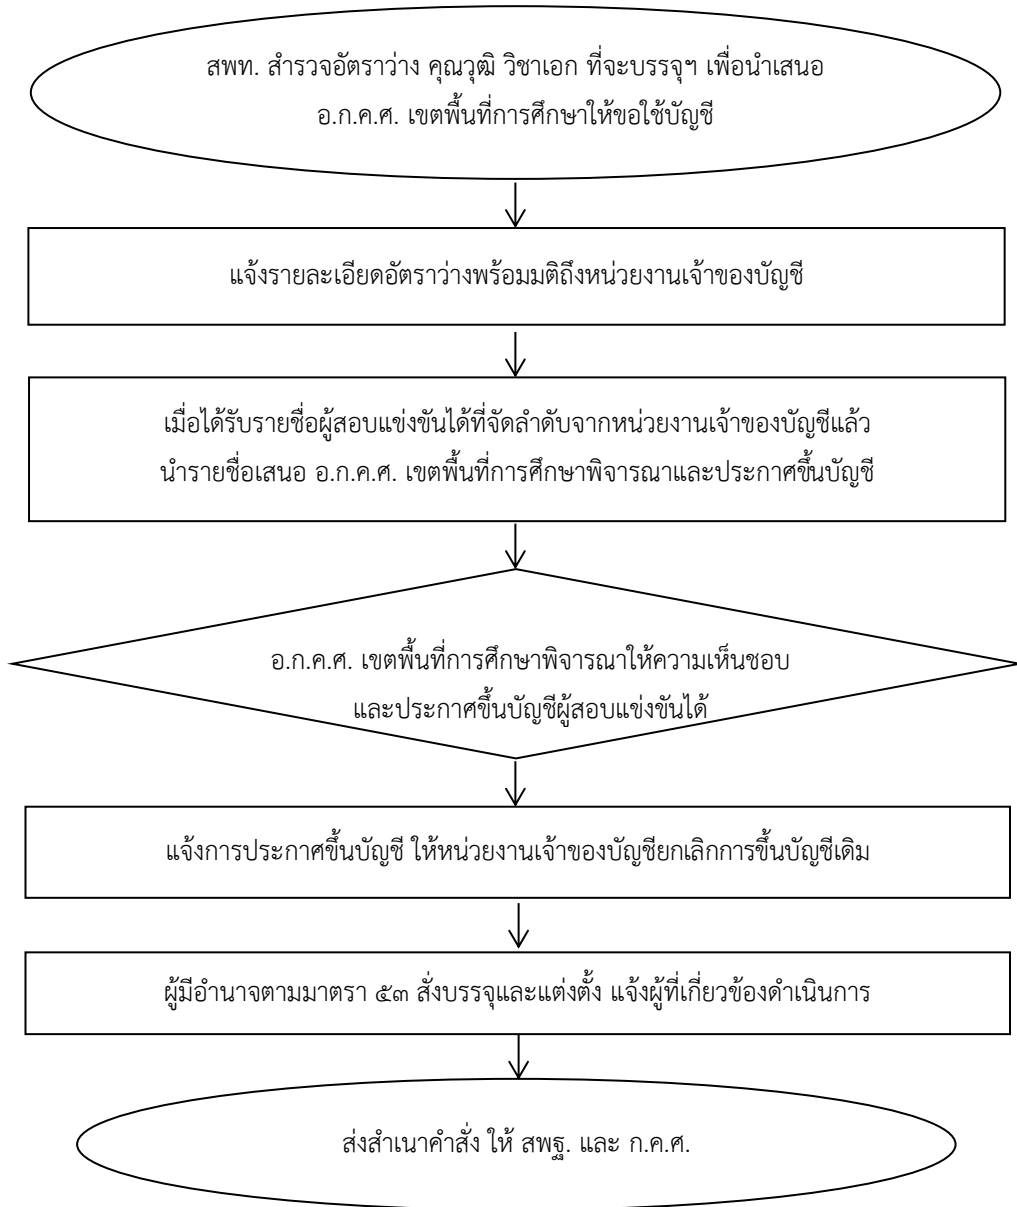 สพท. สำรวจอัตราว่าง คุณวุฒิ วิชาเอก ที่จะบรรจุฯ เพื่อนำเสนอ
อ.ก.ค.ศ. เขตพื้นที่การศึกษาให้ขอใช้บัญชี
แจ้งรายละเอียดอัตราว่างพร้อมมติถึงหน่วยงานเจ้าของบัญชี
เมื่อได้รับรายชื่อผู้สอบแข่งขันได้ที่จัดลำดับจากหน่วยงานเจ้าของบัญชีแล้ว
นำรายชื่อเสนอ อ.ก.ค.ศ. เขตพื้นที่การศึกษาพิจารณาและประกาศขึ้นบัญชี
อ.ก.ค.ศ. เขตพื้นที่การศึกษาพิจารณาให้ความเห็นชอบ
และประกาศขึ้นบัญชีผู้สอบแข่งขันได้
แจ้งการประกาศขึ้นบัญชี ให้หน่วยงานเจ้าของบัญชียกเลิกการขึ้นบัญชีเดิม
ผู้มีอำนาจตามมาตรา ๕๓ สั่งบรรจุและแต่งตั้ง แจ้งผู้ที่เกี่ยวข้องดำเนินการ
ส่งสำเนาคำสั่ง ให้ สพฐ. และ ก.ค.ศ.